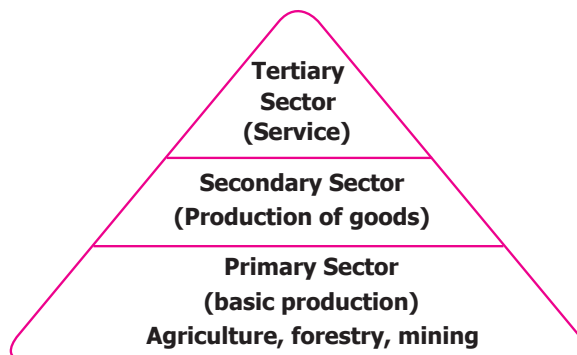 Tertiary
Sector
(Service)
Secondary Sector
(Production of goods)
Primary Sector
(basic production)
Agriculture, forestry, mining